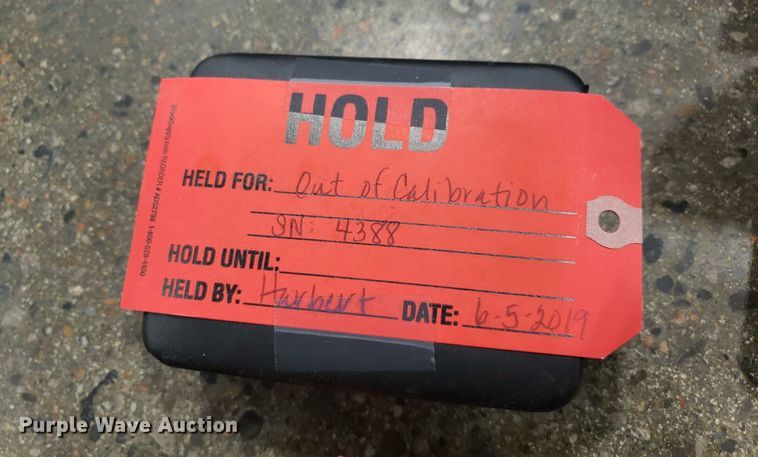 HOLD
HELD FOR: Out of Calibration
SN: 4388
HOLD UNTIL:
HELD BY: Harbert DATE: 6-5-2019
Purple Wave Auction